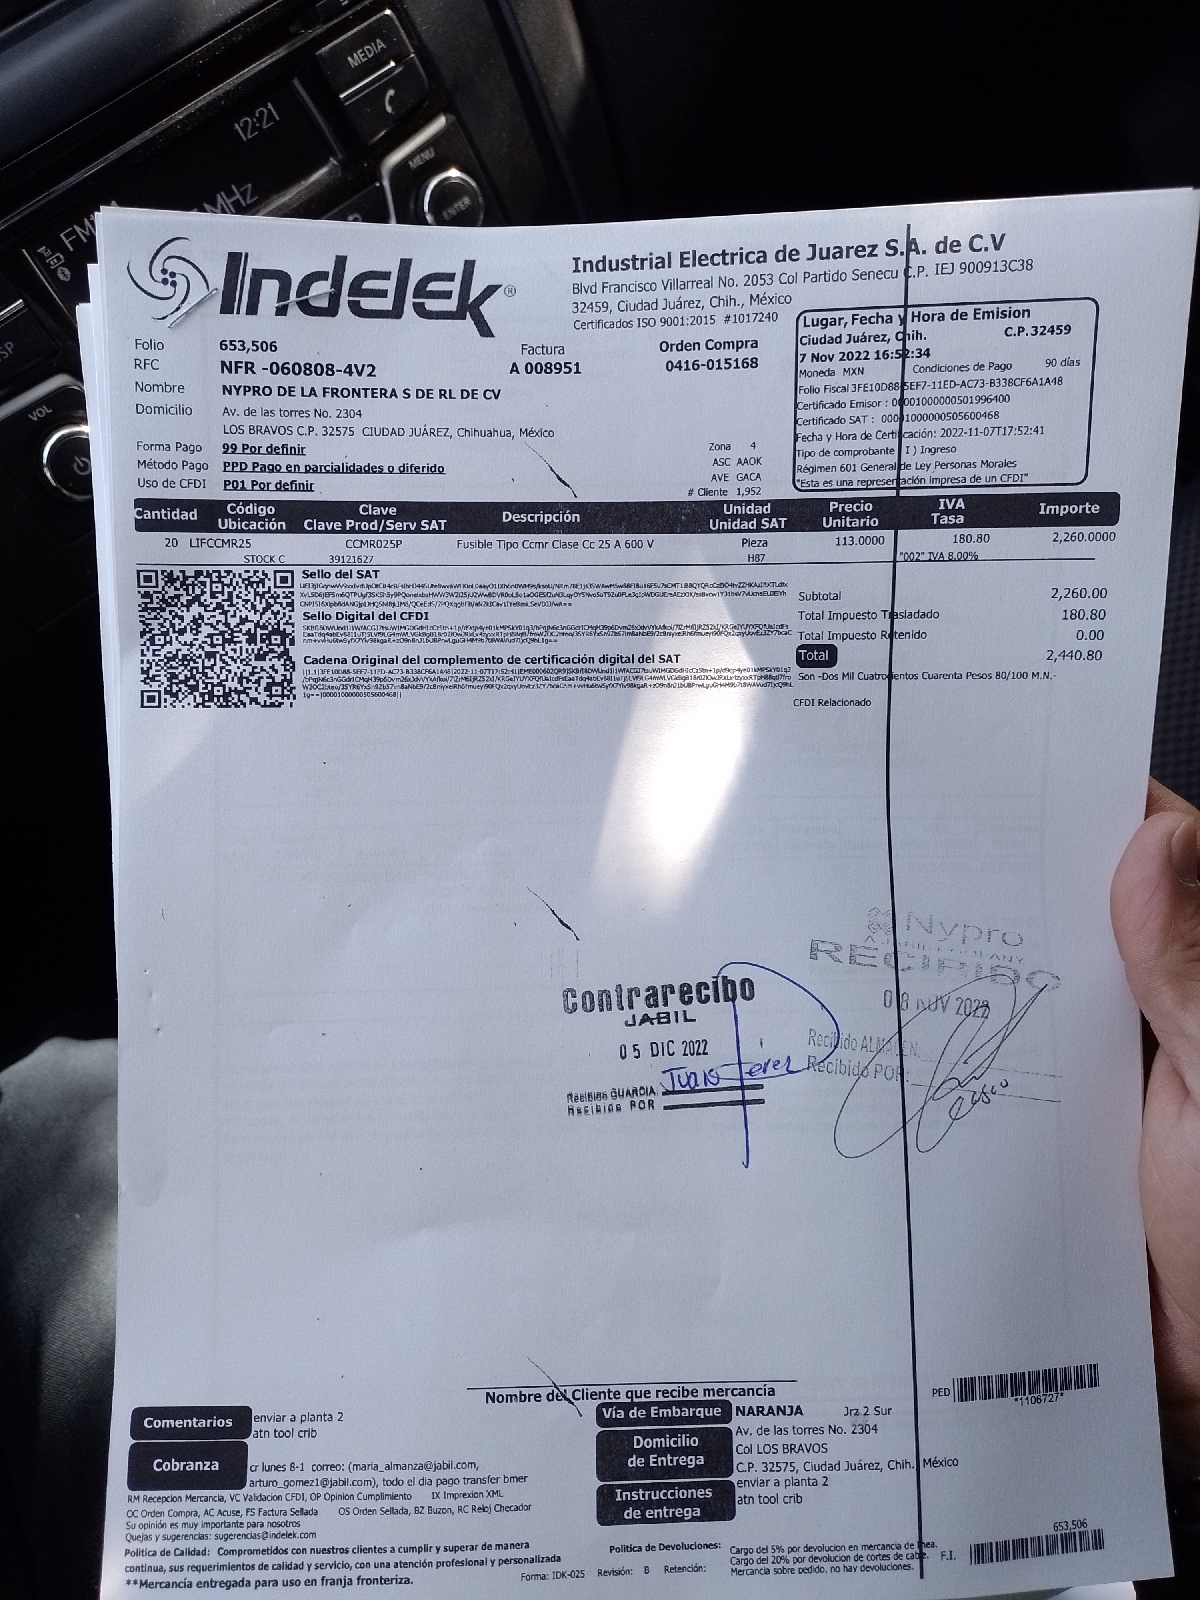 MEDIA
12:21
MENU
ENTER
FM
MHz
VOL
Indelek®
Industrial Electrica de Juarez S.A. de C.V
Blvd Francisco Villarreal No. 2053 Col Partido Senecu C.P. IEJ 900913C38
32459, Ciudad Juárez, Chih., México
Certificados ISO 9001:2015 #1017240
Folio 653,506 Factura Orden Compra
RFC NFR -060808-4V2 A 008951 0416-015168
Nombre NYPRO DE LA FRONTERA S DE RL DE CV
Domicilio Av. de las torres No. 2304
LOS BRAVOS C.P. 32575 CIUDAD JUÁREZ, Chihuahua, México
Forma Pago 99 Por definir
Método Pago PPD Pago en parcialidades o diferido
Uso de CFDI P01 Por definir
Zona 4
ASC AAOK
AVE GACA
# Cliente 1,952
Lugar, Fecha y Hora de Emision
Ciudad Juárez, Chih. C.P. 32459
7 Nov 2022 16:52:34
Moneda MXN Condiciones de Pago 90 días
Folio Fiscal 3FE10D88-5EF7-11ED-AC73-B338CF6A1A48
Certificado Emisor : 00001000000501996400
Certificado SAT : 00001000000505600468
Fecha y Hora de Certificación: 2022-11-07T17:52:41
Tipo de comprobante I ) Ingreso
Régimen 601 General de Ley Personas Morales
"Esta es una representación impresa de un CFDI"
Cantidad Código Ubicación Clave Clave Prod/Serv SAT Descripción Unidad Unidad SAT Precio Unitario IVA Tasa Importe
20 LIFCCMR25 CCMR025P Fusible Tipo Ccmr Clase Cc 25 A 600 V Pieza 113.0000 180.80 2,260.0000
STOCK C 39121627 H87 "002" IVA 8.00%
Sello del SAT
Sello Digital del CFDI
Cadena Original del complemento de certificación digital del SAT
Subtotal 2,260.00
Total Impuesto Trasladado 180.80
Total Impuesto Retenido 0.00
Total 2,440.80
Son -Dos Mil Cuatrocientos Cuarenta Pesos 80/100 M.N.-
CFDI Relacionado
Nypro
RECIBIDO
08 NOV 2022
Recibido ALMACEN:
Recibido POR:
Contrarecibo
JABIL
05 DIC 2022
Recibido GUARDIA: Juan Perez
Recibido POR
Nombre del Cliente que recibe mercancía
PED *1106727*
Comentarios enviar a planta 2
atn tool crib
Cobranza cr lunes 8-1 correo: (maria_almanza@jabil.com,
arturo_gomez1@jabil.com), todo el dia pago transfer bmer
Vía de Embarque NARANJA Jrz 2 Sur
Domicilio de Entrega Av. de las torres No. 2304
Col LOS BRAVOS
C.P. 32575, Ciudad Juárez, Chih. México
Instrucciones de entrega enviar a planta 2
atn tool crib
RM Recepcion Mercancia, VC Validacion CFDI, OP Opinion Cumplimiento IX Impresion XML
OC Orden Compra, AC Acuse, FS Factura Sellada OS Orden Sellada, BZ Buzon, RC Reloj Checador
Su opinión es muy importante para nosotros
Quejas y sugerencias: sugerencias@indelek.com
Politica de Calidad: Comprometidos con nuestros clientes a cumplir y superar de manera
continua, sus requerimientos de calidad y servicio, con una atención profesional y personalizada
**Mercancia entregada para uso en franja fronteriza.
Forma: IDK-025 Revisión: B Retención:
Politica de Devoluciones: Cargo del 5% por devolucion en mercancia de linea.
Cargo del 20% por devolucion de cortes de cable.
Mercancia sobre pedido, no hay devoluciones.
F.I. 653,506